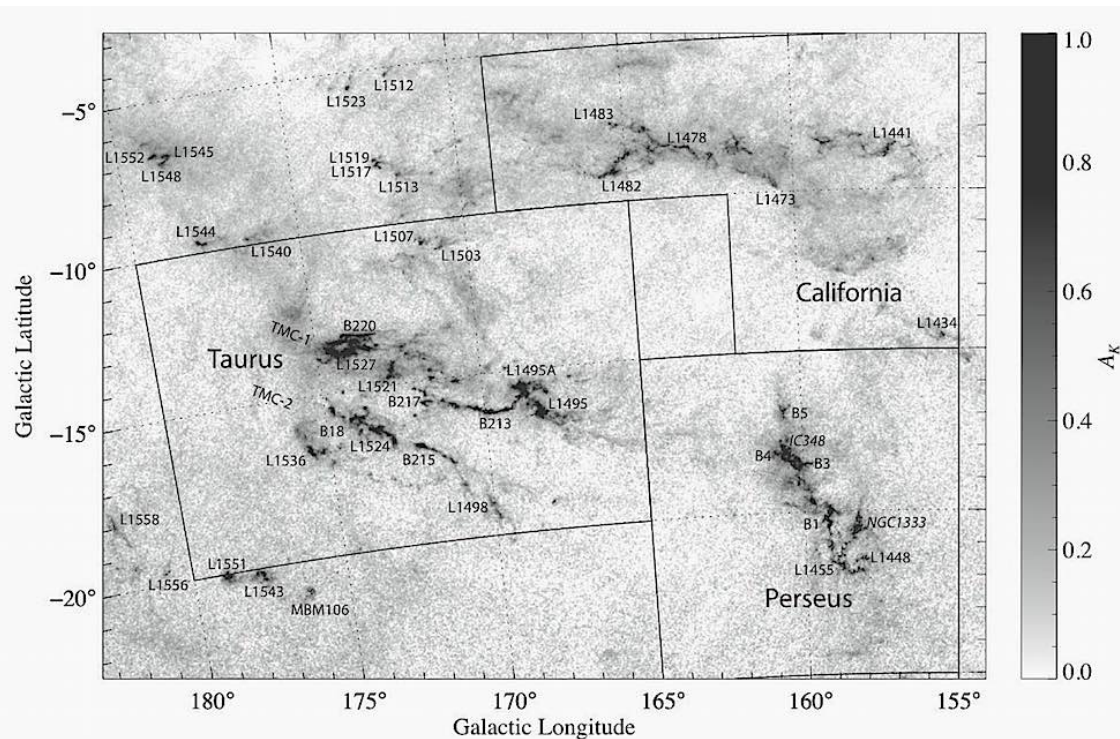 1.0
L1512
L1523
−5°
L1483
L1478
L1441
L1519
L1545
L1552
L1517
0.8
L1548
L1513
L1482
L1473
L1544
L1507
L1540
L1503
−10°
California
0.6
L1434
TMC-1
B220
Taurus
L1527
L1495A
L1521
TMC-2
B217
L1495
B5
B213
0.4
−15°
B18
L1524
IC348
L1536
B215
B4
B3
L1498
L1558
B1
NGC1333
0.2
L1551
L1448
L1556
L1543
L1455
−20°
MBM106
Perseus
0.0
180°
175°
170°
165°
160°
155°
Galactic Longitude
Galactic Latitude
A_K